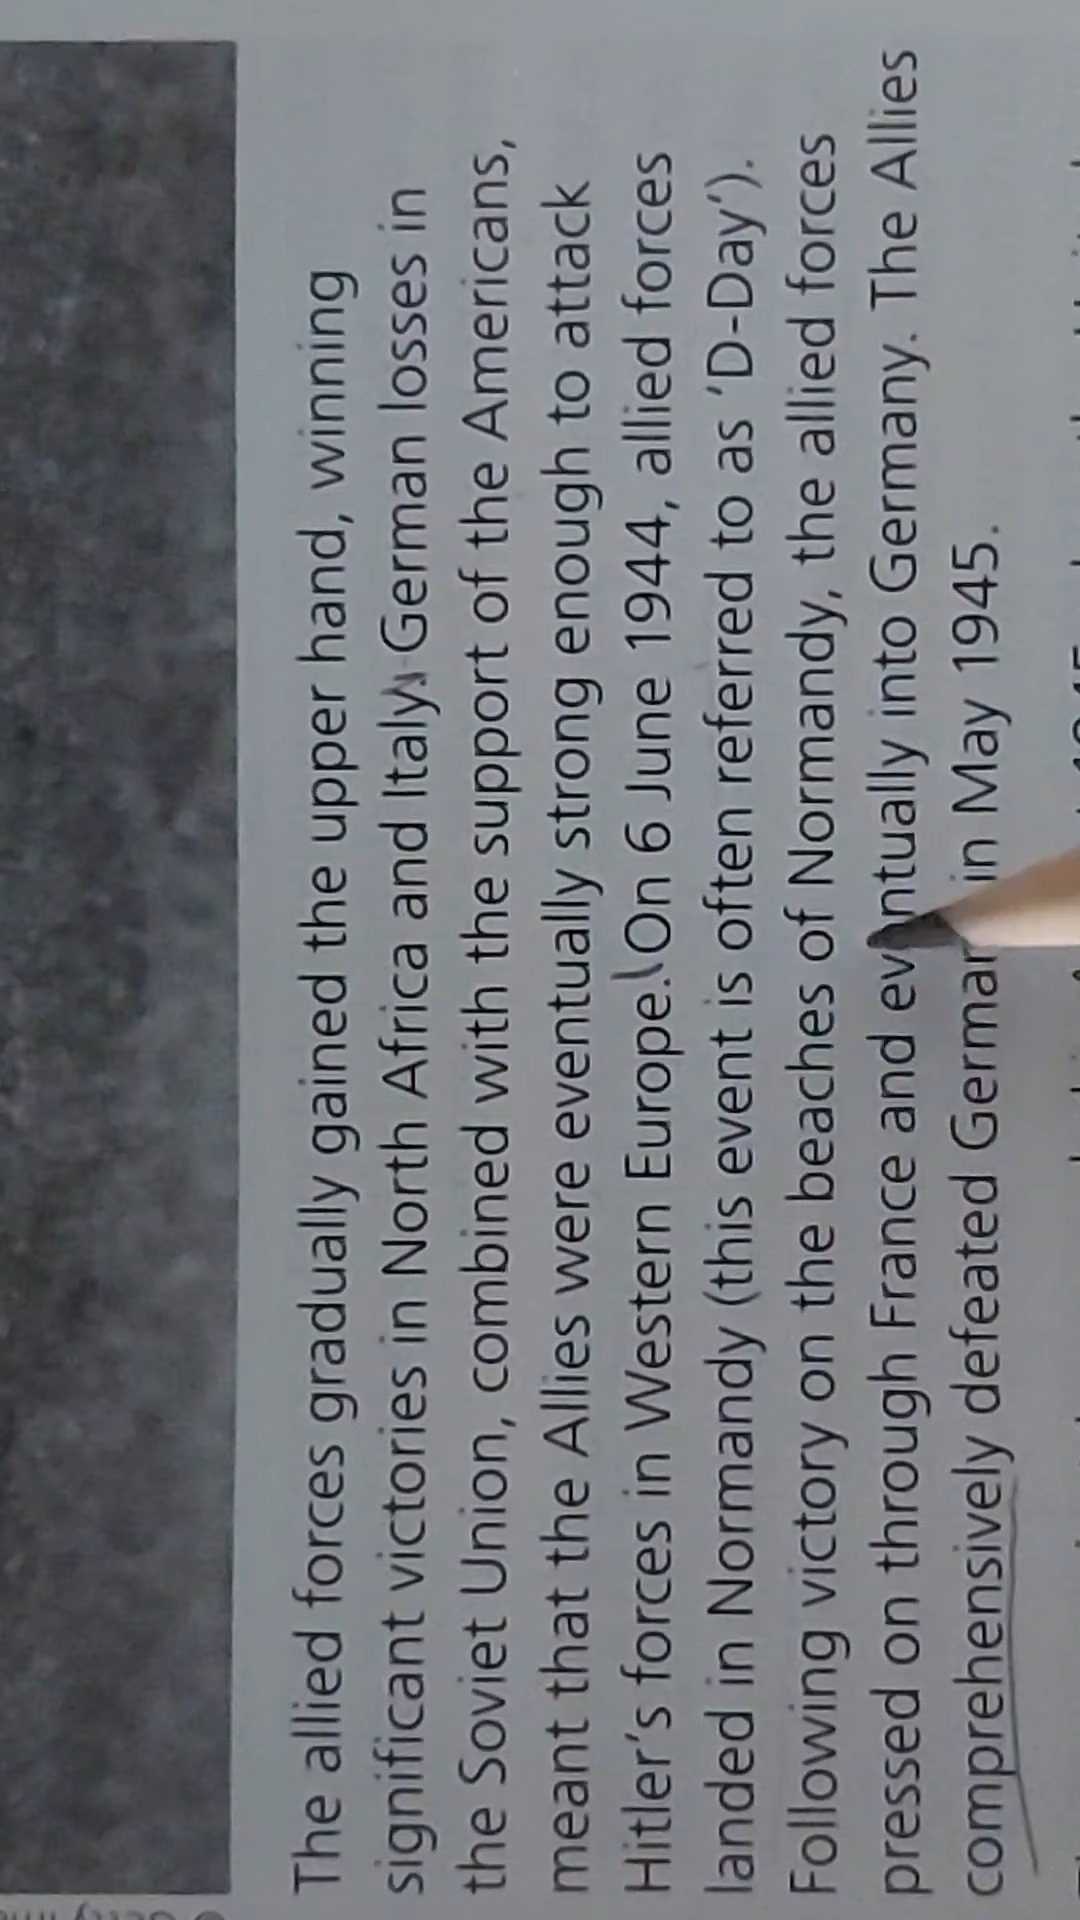 The allied forces gradually gained the upper hand, winning
significant victories in North Africa and Italy. German losses in
the Soviet Union, combined with the support of the Americans,
meant that the Allies were eventually strong enough to attack
Hitler's forces in Western Europe. On 6 June 1944, allied forces
landed in Normandy (this event is often referred to as 'D-Day').
Following victory on the beaches of Normandy, the allied forces
pressed on through France and eventually into Germany. The Allies
comprehensively defeated German in May 1945.